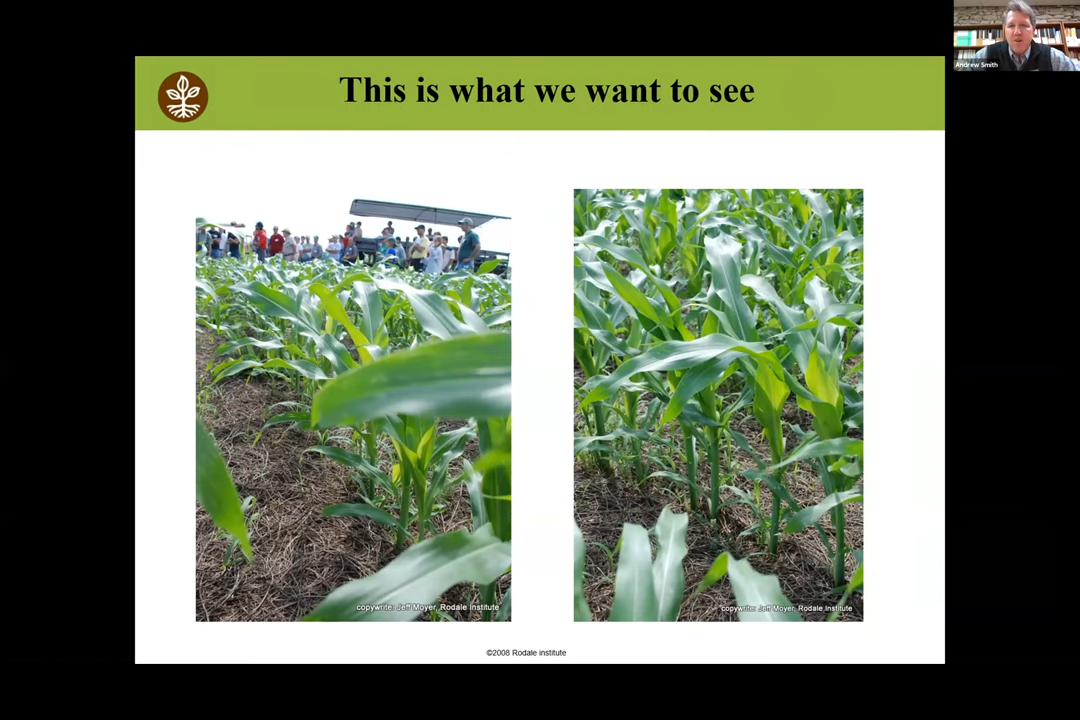 This is what we want to see
Andrew Smith
copywrite: Jeff Moyer, Rodale Institute
copywrite: Jeff Moyer, Rodale Institute
©2008 Rodale institute